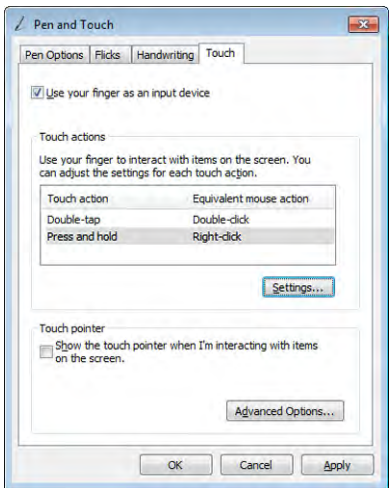 Pen and Touch
Pen Options Flicks Handwriting Touch
Use your finger as an input device
Touch actions
Use your finger to interact with items on the screen. You
can adjust the settings for each touch action.
Touch action Equivalent mouse action
Double-tap Double-click
Press and hold Right-click
Settings...
Touch pointer
Show the touch pointer when I'm interacting with items
on the screen.
Advanced Options...
OK Cancel Apply